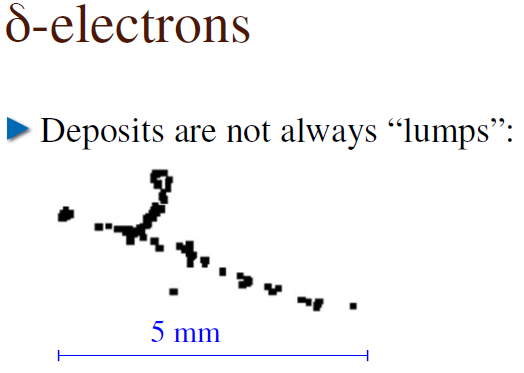 δ-electrons
Deposits are not always “lumps”:
5 mm